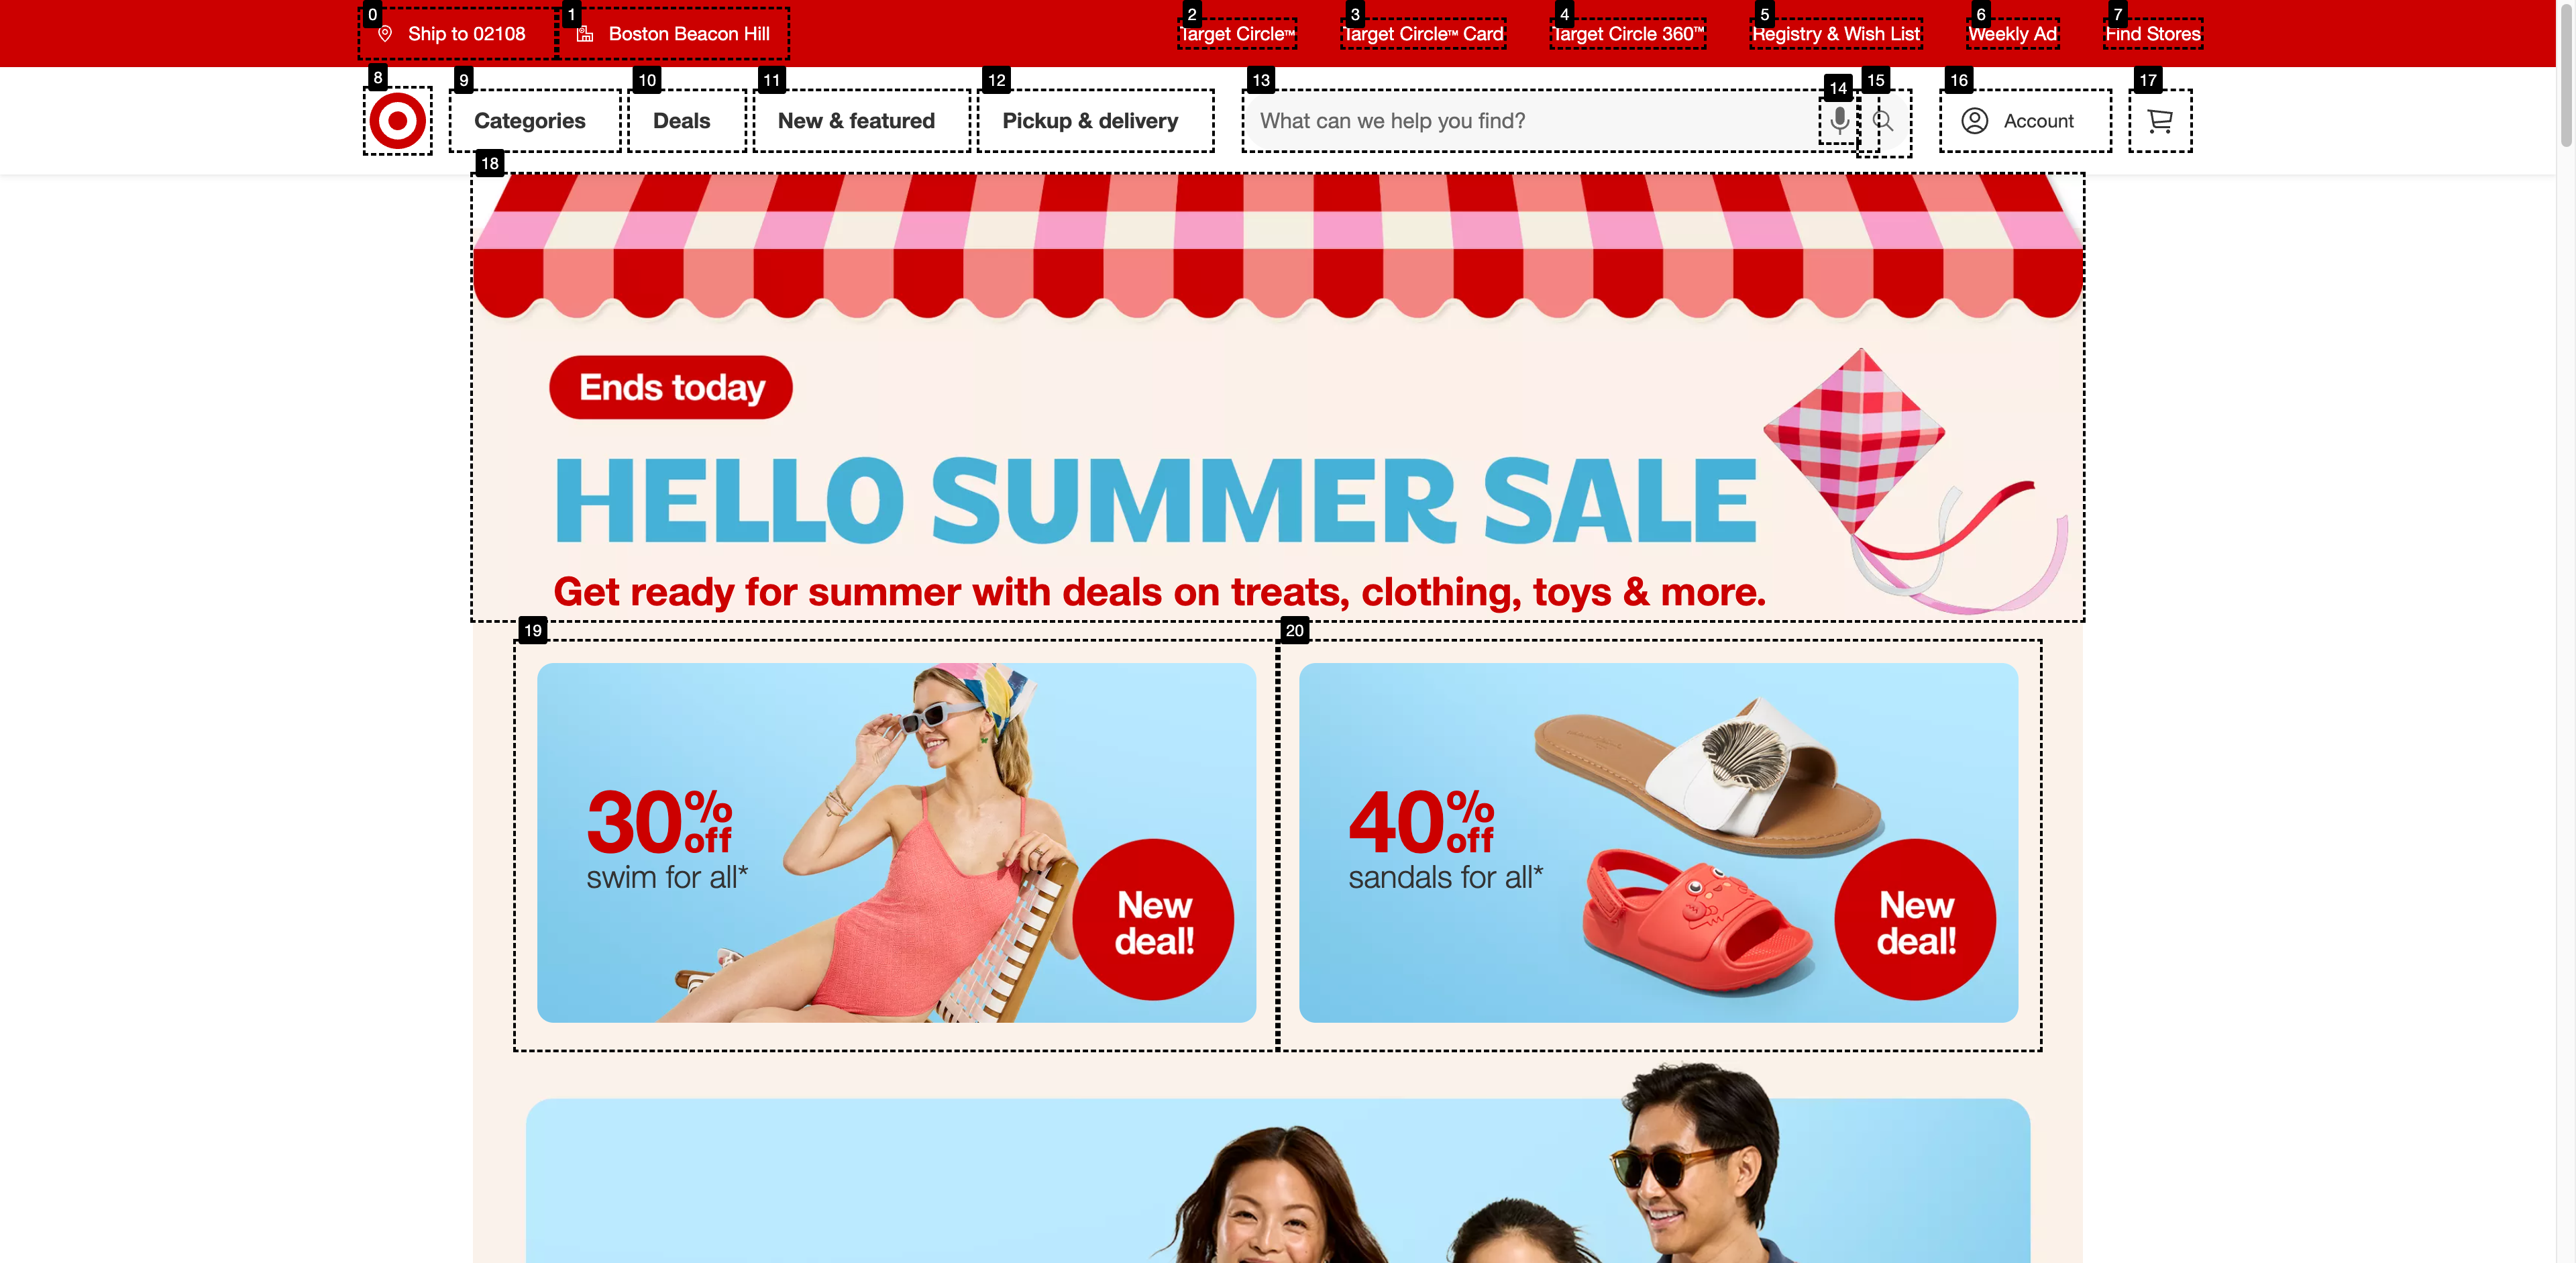 0
1
2
3
4
5
6
7
Ship to 02108
Boston Beacon Hill
Target Circle™
Target Circle™ Card
Target Circle 360™
Registry & Wish List
Weekly Ad
Find Stores
8
9
10
11
12
13
14
15
16
17
Categories
Deals
New & featured
Pickup & delivery
What can we help you find?
Account
18
Ends today
HELLO SUMMER SALE
Get ready for summer with deals on treats, clothing, toys & more.
19
20
30% off
swim for all*
New
deal!
40% off
sandals for all*
New
deal!